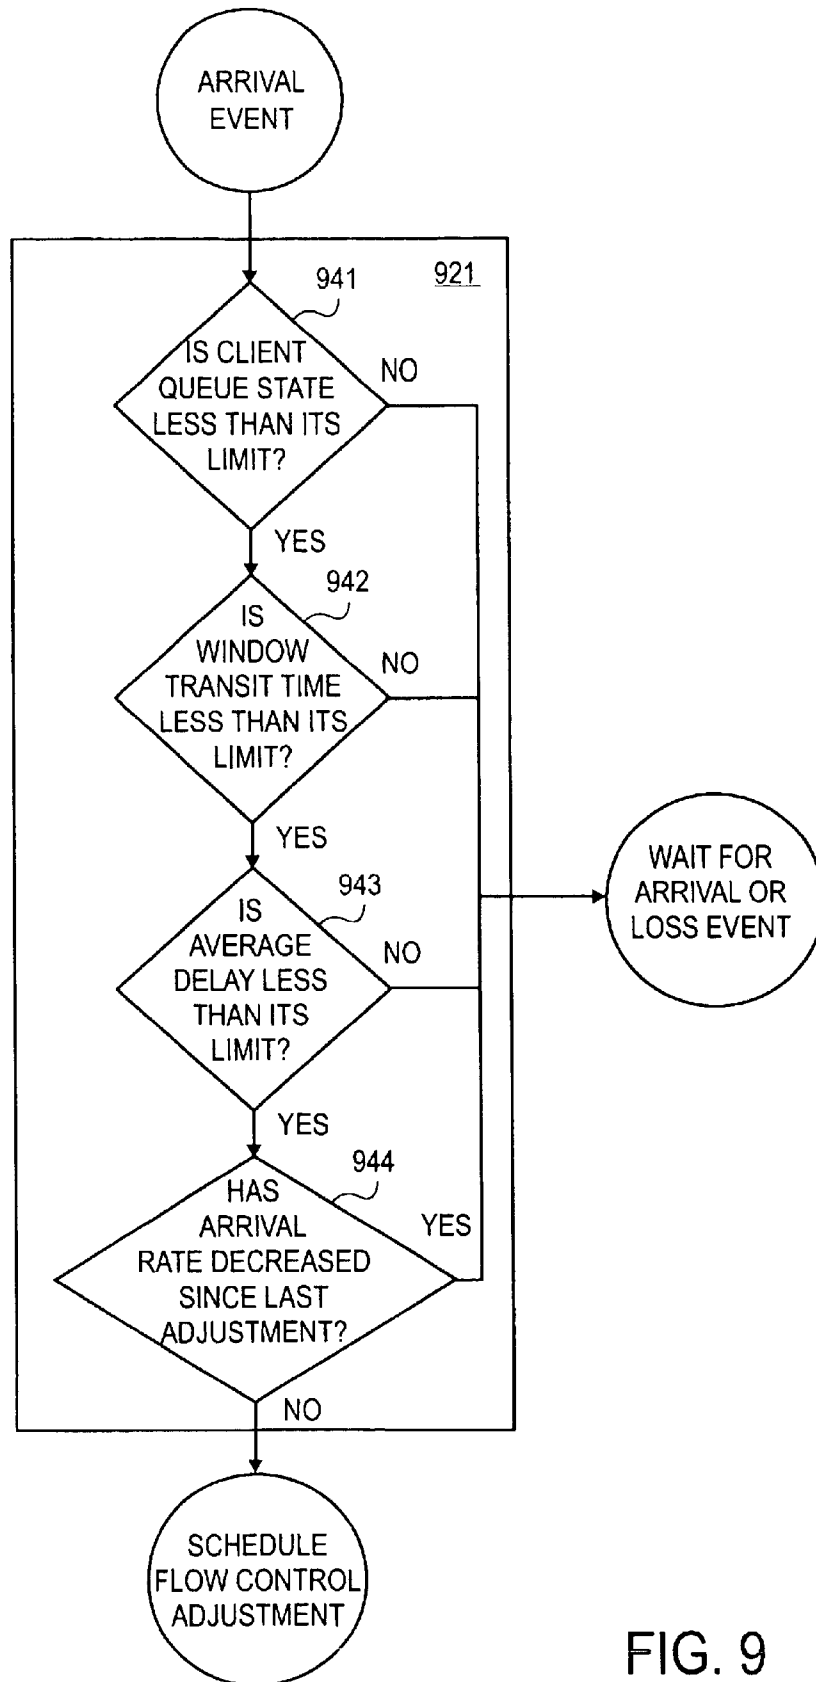 ARRIVAL
EVENT
921
941
IS CLIENT
QUEUE STATE
LESS THAN ITS
LIMIT?
NO
YES
942
IS
WINDOW
TRANSIT TIME
LESS THAN ITS
LIMIT?
NO
YES
943
IS
AVERAGE
DELAY LESS
THAN ITS
LIMIT?
NO
WAIT FOR
ARRIVAL OR
LOSS EVENT
YES
944
HAS
ARRIVAL
RATE DECREASED
SINCE LAST
ADJUSTMENT?
YES
NO
SCHEDULE
FLOW CONTROL
ADJUSTMENT
FIG. 9